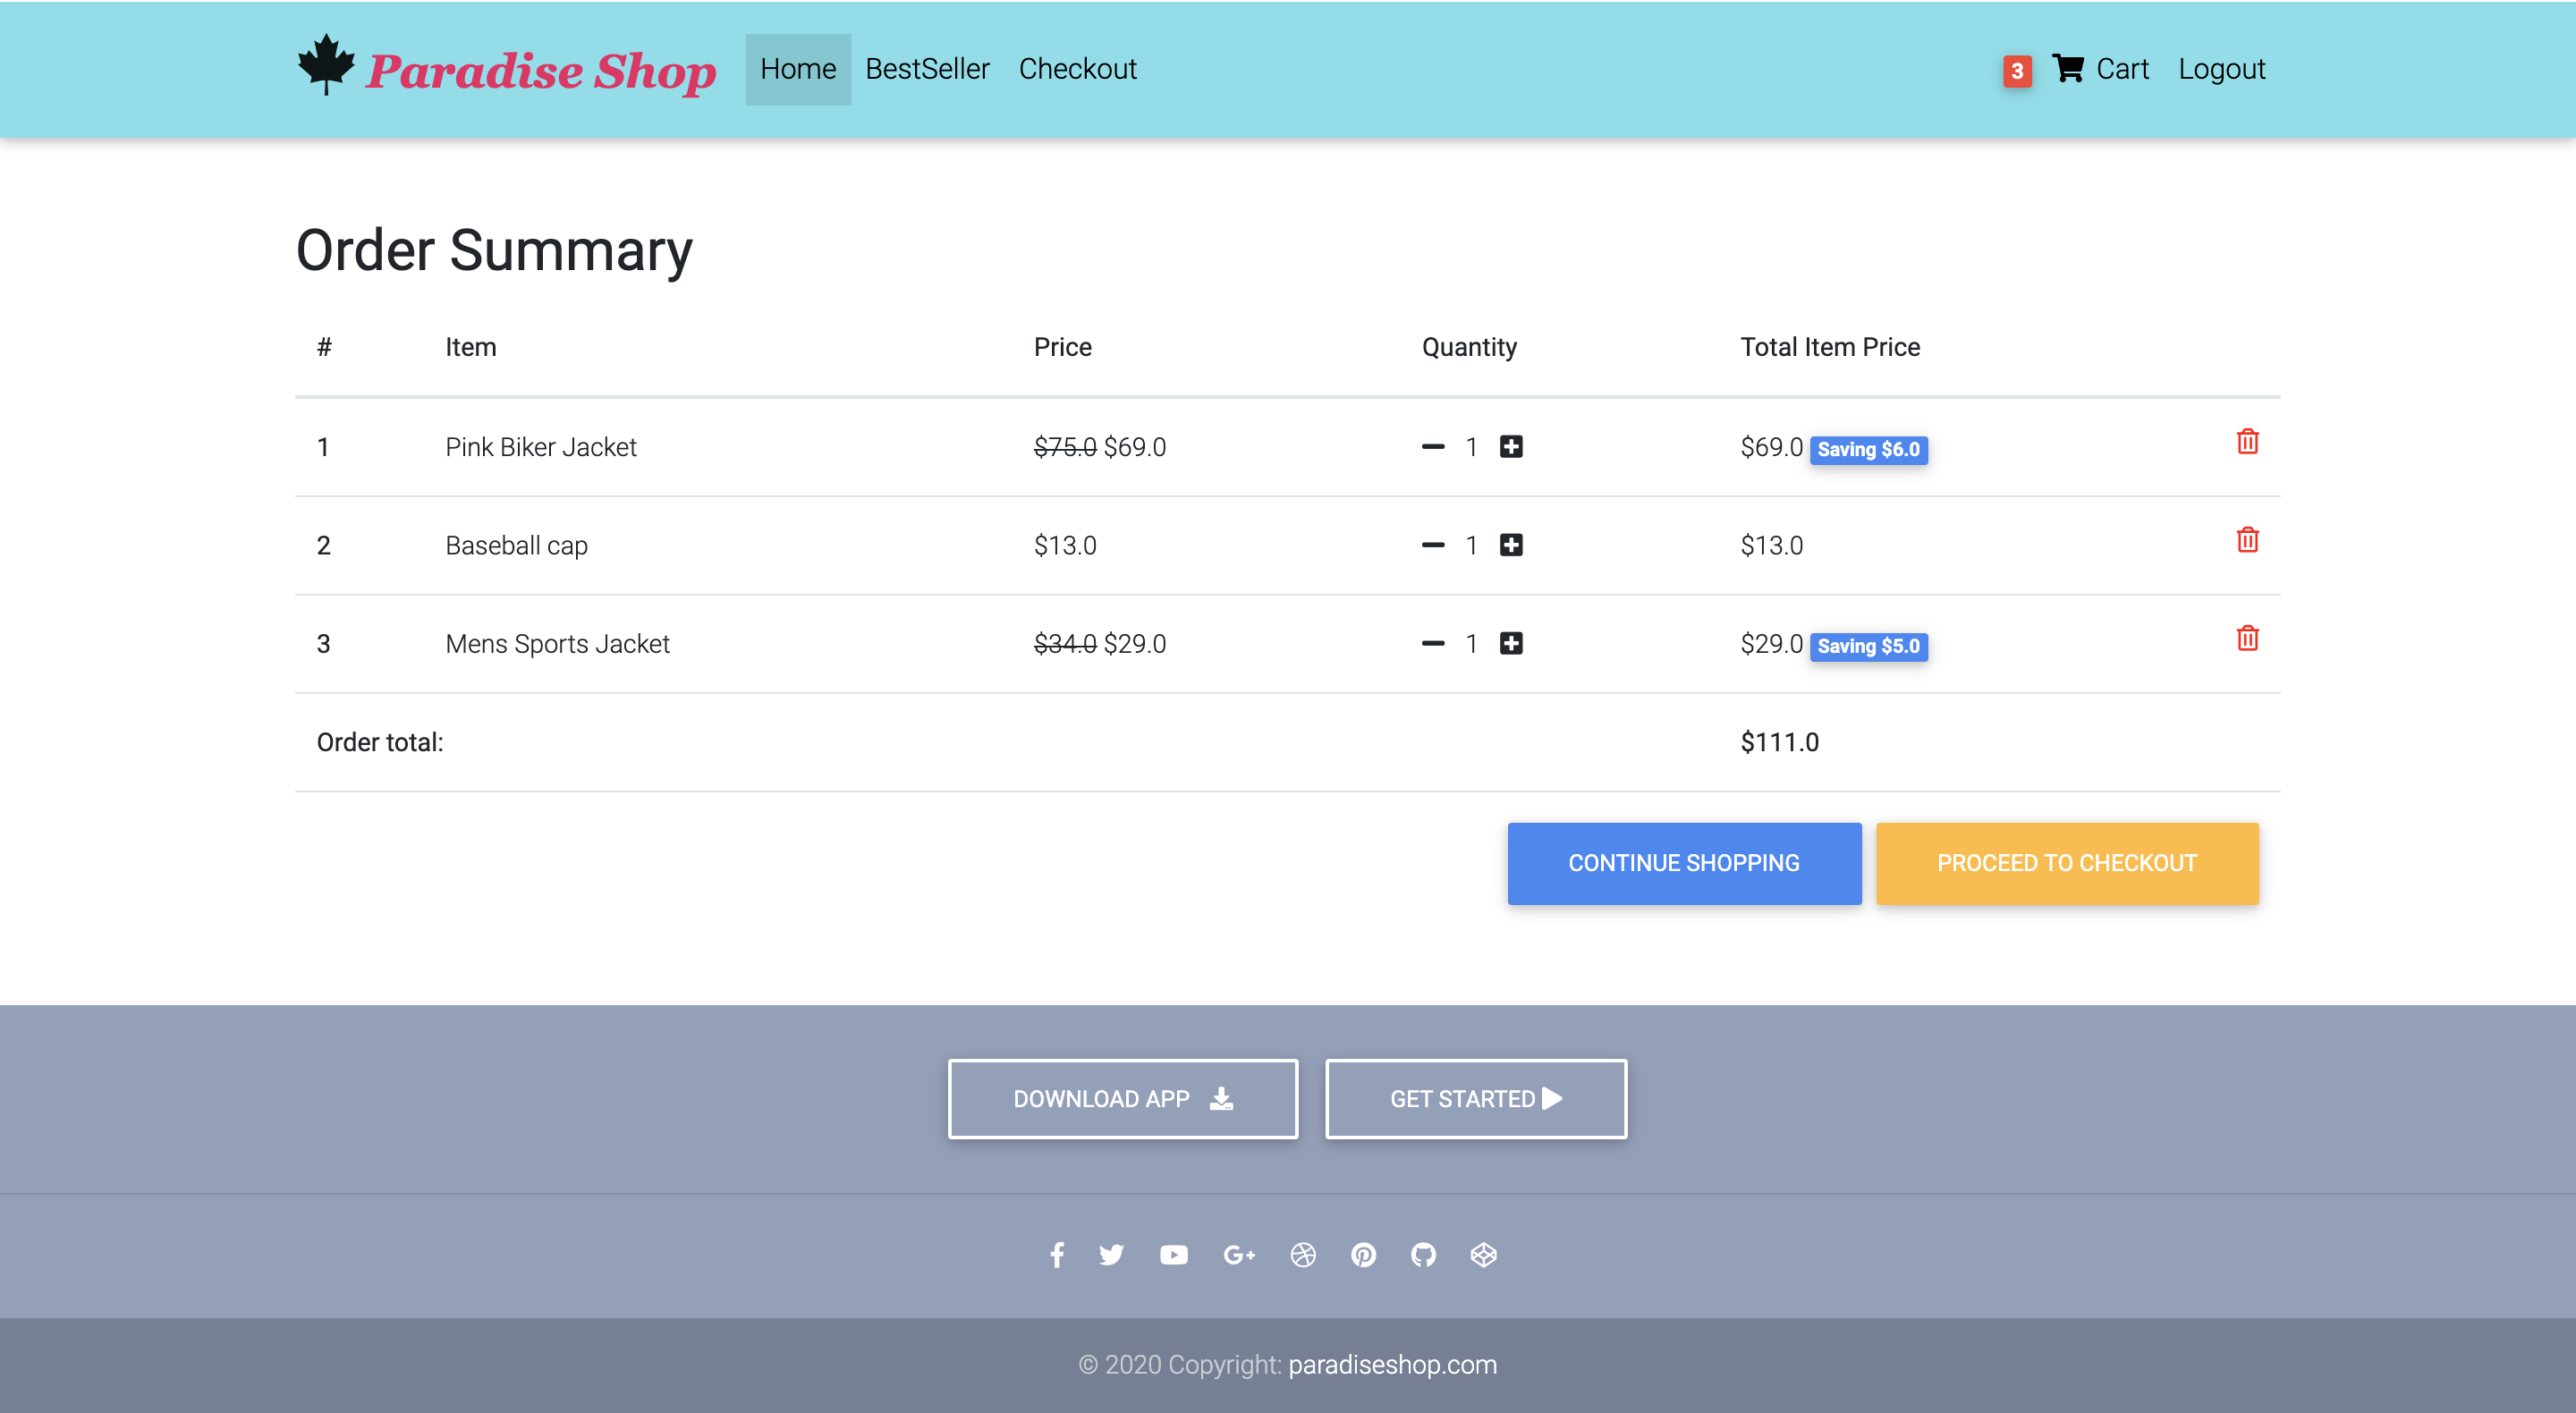 Paradise Shop Home BestSeller Checkout 3 Cart Logout
Order Summary
# Item Price Quantity Total Item Price
1 Pink Biker Jacket $75.0 $69.0 1 $69.0 Saving $6.0
2 Baseball cap $13.0 1 $13.0
3 Mens Sports Jacket $34.0 $29.0 1 $29.0 Saving $5.0
Order total: $111.0
CONTINUE SHOPPING PROCEED TO CHECKOUT
DOWNLOAD APP GET STARTED
© 2020 Copyright: paradiseshop.com